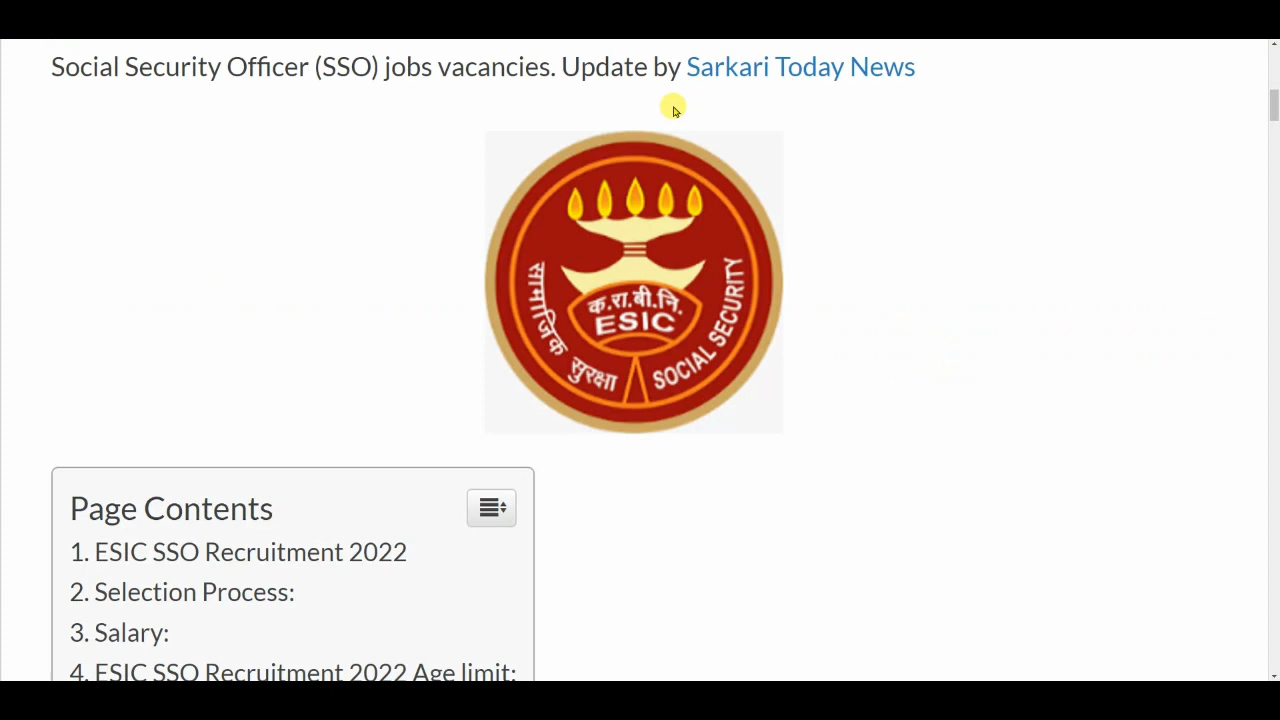 Social Security Officer (SSO) jobs vacancies. Update by Sarkari Today News
सामाजिक सुरक्षा
क.रा.बी.नि.
ESIC
SOCIAL SECURITY
Page Contents
1. ESIC SSO Recruitment 2022
2. Selection Process:
3. Salary:
4. ESIC SSO Recruitment 2022 Age limit: